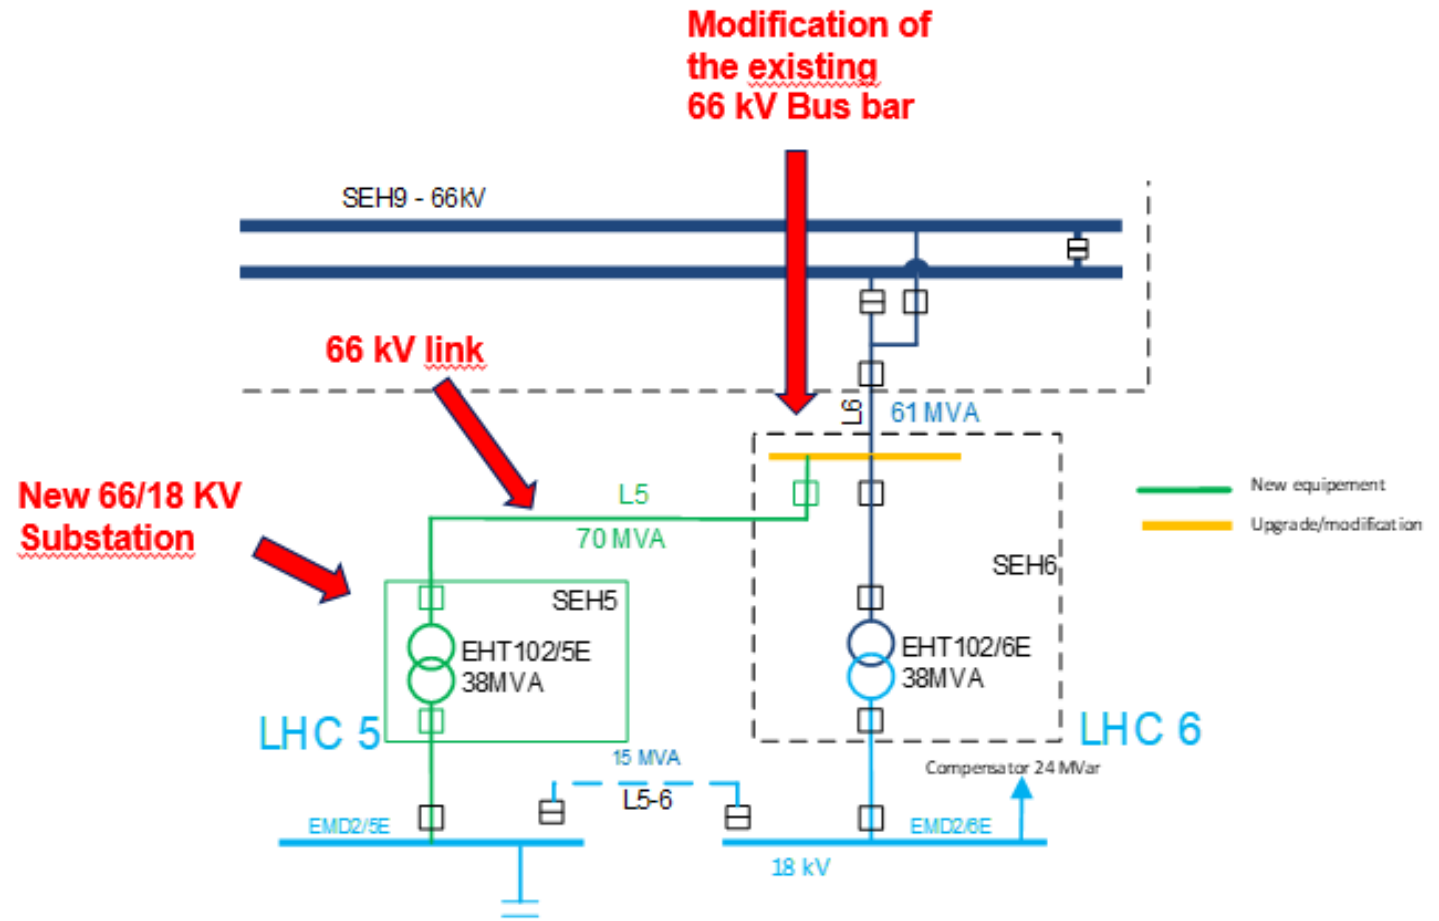 Modification of
the existing
66 kV Bus bar
SEH9 - 66kV
66 kV link
L6
61 MVA
New 66/18 KV
Substation
L5
70 MVA
New equipement
Upgrade/modification
SEH6
SEH5
EHT102/5E
38MVA
EHT102/6E
38MVA
LHC 5
LHC 6
15 MVA
L5-6
Compensator 24 MVar
EMD2/5E
EMD2/6E
18 kV